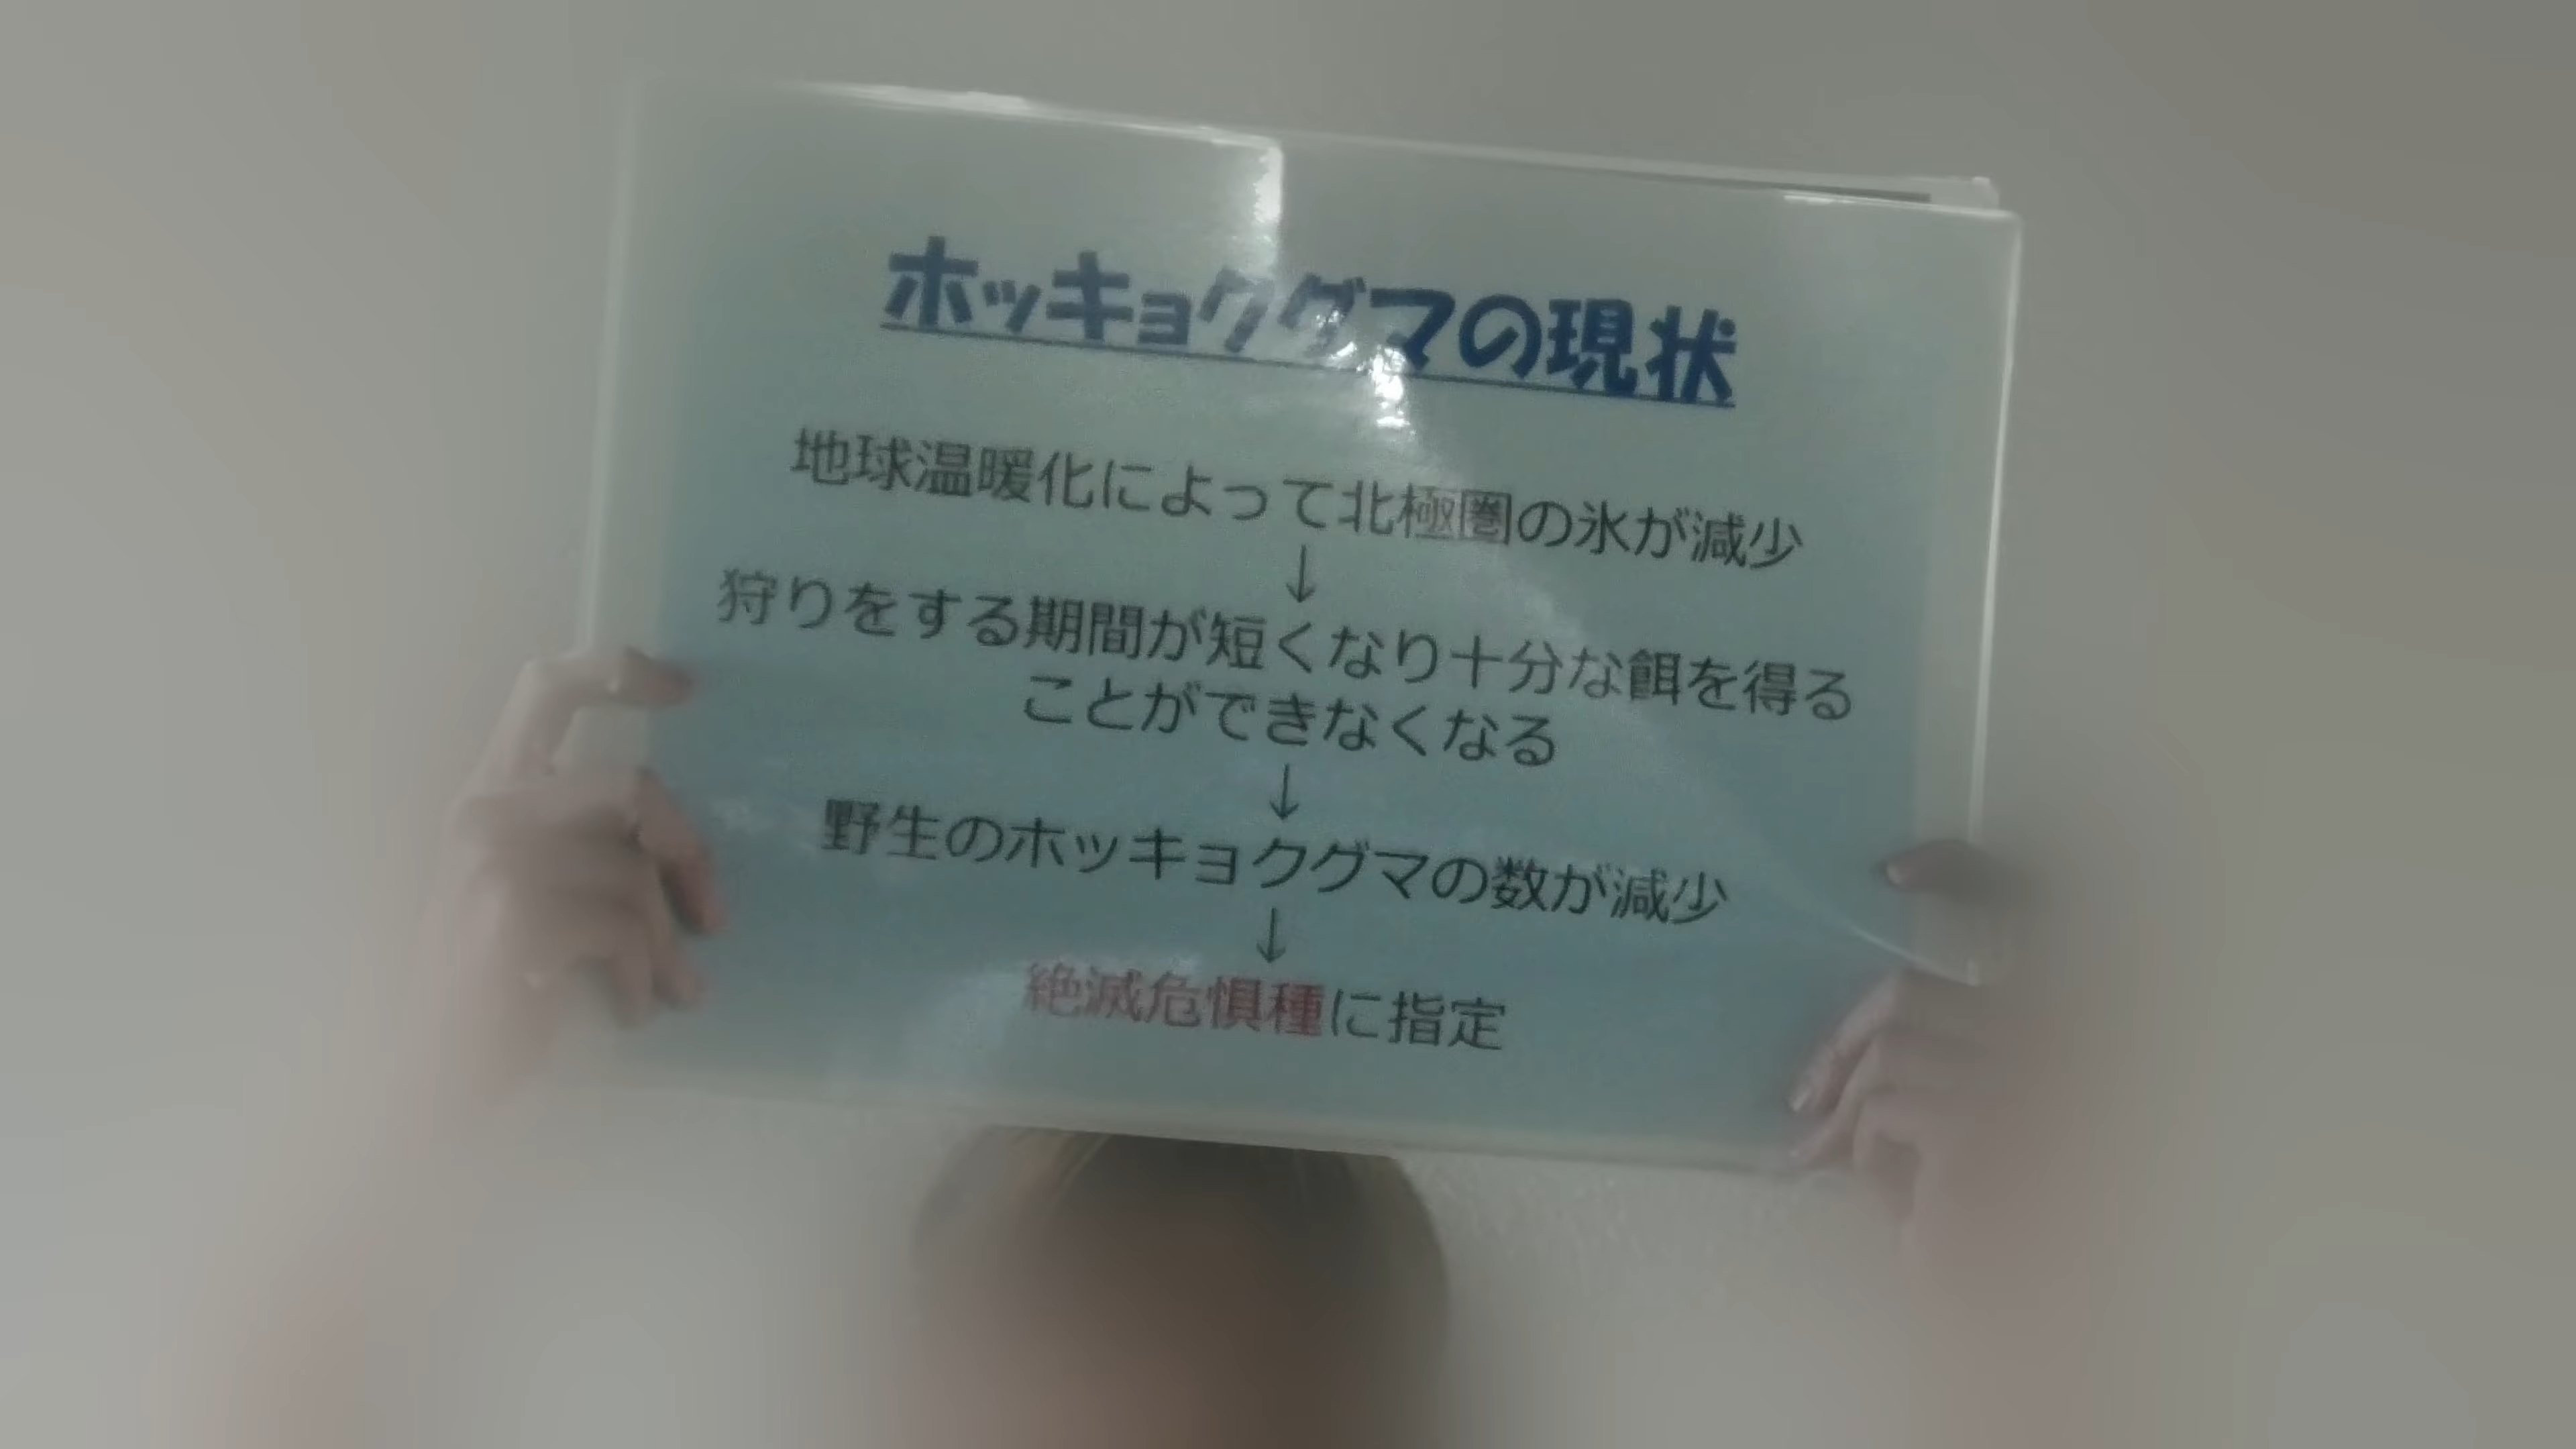 ホッキョクグマの現状
地球温暖化によって北極圏の氷が減少
↓
狩りをする期間が短くなり十分な餌を得る
ことができなくなる
↓
野生のホッキョクグマの数が減少
↓
絶滅危惧種に指定